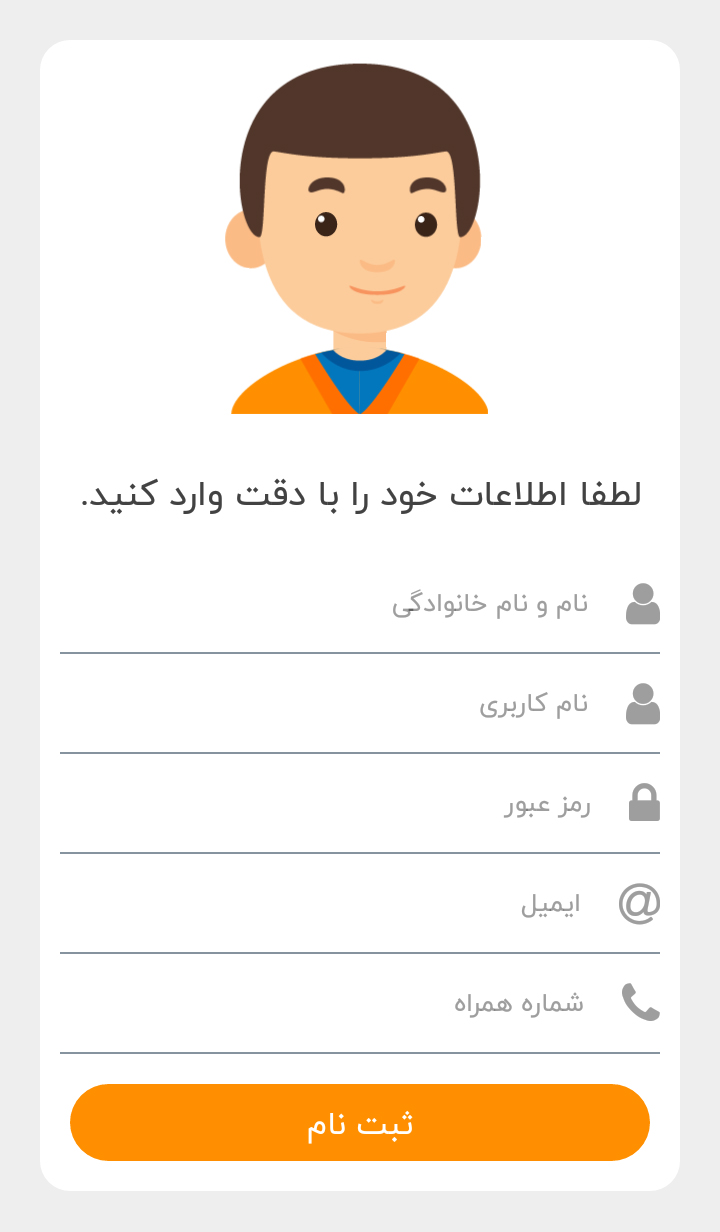 لطفا اطلاعات خود را با دقت وارد کنید.
نام و نام خانوادگی
نام کاربری
رمز عبور
ایمیل
شماره همراه
ثبت نام